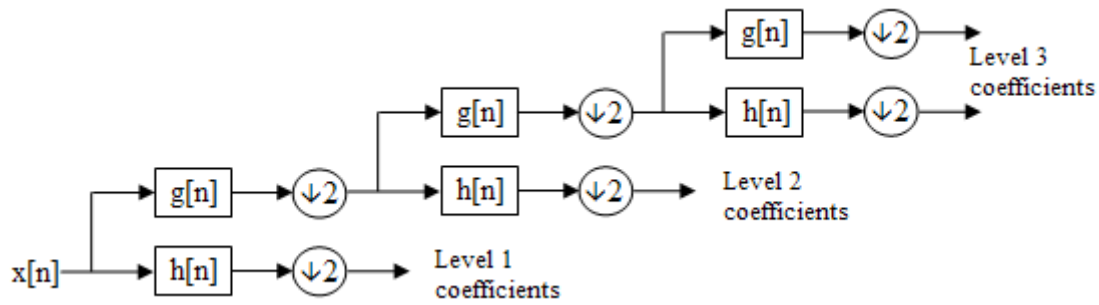 g[n] ↓2
Level 3
coefficients
g[n] ↓2 h[n] ↓2
g[n] ↓2 h[n] ↓2
Level 2
coefficients
x[n] h[n] ↓2
Level 1
coefficients